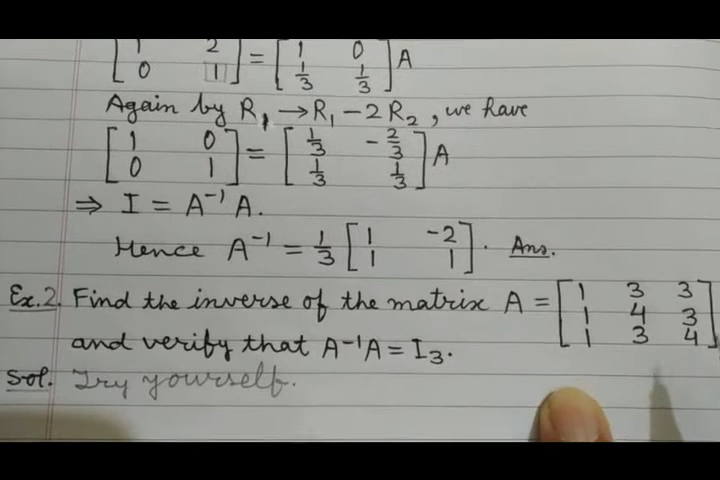 [1 2; 0 1] = [1 0; 1/3 1/3] A
Again by R₁ → R₁ − 2R₂, we have
[1 0; 0 1] = [1/3 −2/3; 1/3 1/3] A
⇒ I = A⁻¹ A.
Hence A⁻¹ = 1/3 [1 −2; 1 1]. Ans.
Ex.2. Find the inverse of the matrix A = [1 3 3; 1 4 3; 1 3 4]
and verify that A⁻¹A = I₃.
Sol. Try yourself.